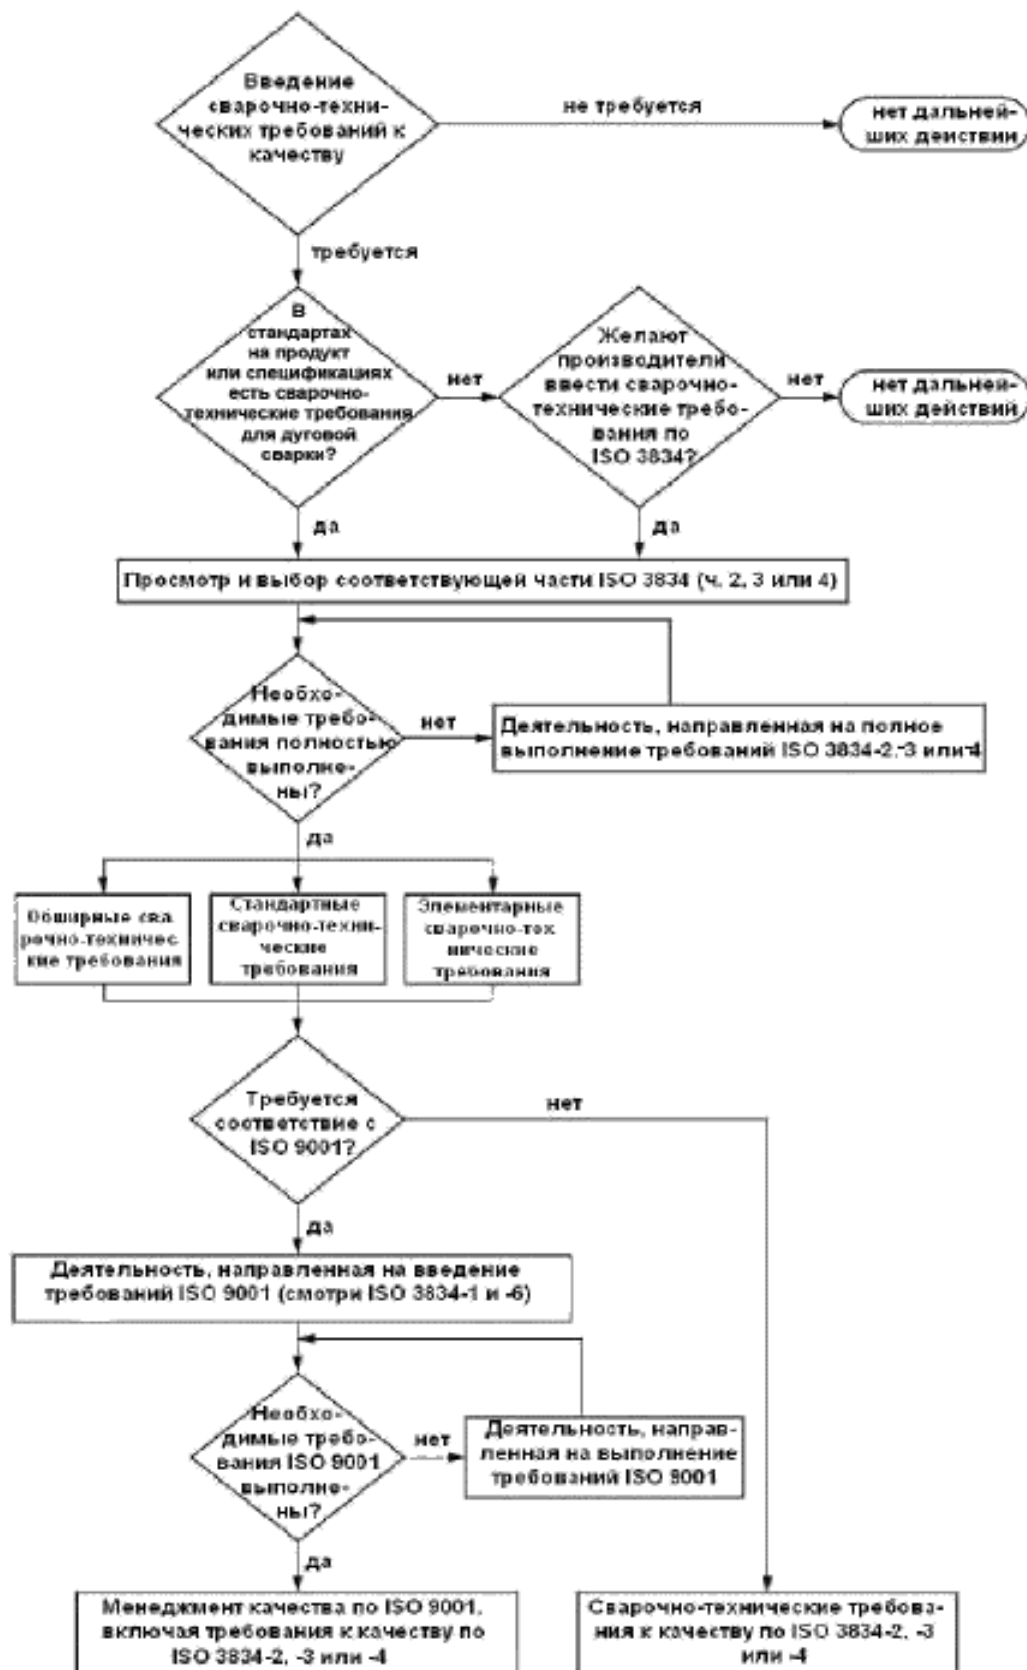 Введение
сварочно-техни-
ческих требований к
качеству
не требуется
нет дальней-
ших действии
требуется
В
стандартах
на продукт
или спецификациях
есть сварочно-
технические требования
для дуговой
сварки?
нет
Желают
производители
ввести сварочно-
технические требо-
вания по
ISO 3834?
нет
нет дальней-
ших действий
да
да
Просмотр и выбор соответствующей части ISO 3834 (ч. 2, 3 или 4)
Необхо-
димые требо-
вания полностью
выполне-
ны?
нет
Деятельность, направленная на полное
выполнение требований ISO 3834-2,-3 или-4
да
Обширные сва
рочно-техничес-
кие требования
Стандартные
сварочно-техни-
ческие
требования
Элементарные
сварочно-тех
нические
требования
Требуется
соответствие с
ISO 9001?
нет
да
Деятельность, направленная на введение
требований ISO 9001 (смотри ISO 3834-1 и -6)
Необхо-
димые требо-
вания ISO 9001
выполне-
ны?
нет
Деятельность, направ-
ленная на выполнение
требований ISO 9001
да
Менеджмент качества по ISO 9001,
включая требования к качеству по
ISO 3834-2, -3 или -4
Сварочно-технические требова-
ния к качеству по ISO 3834-2, -3
или -4